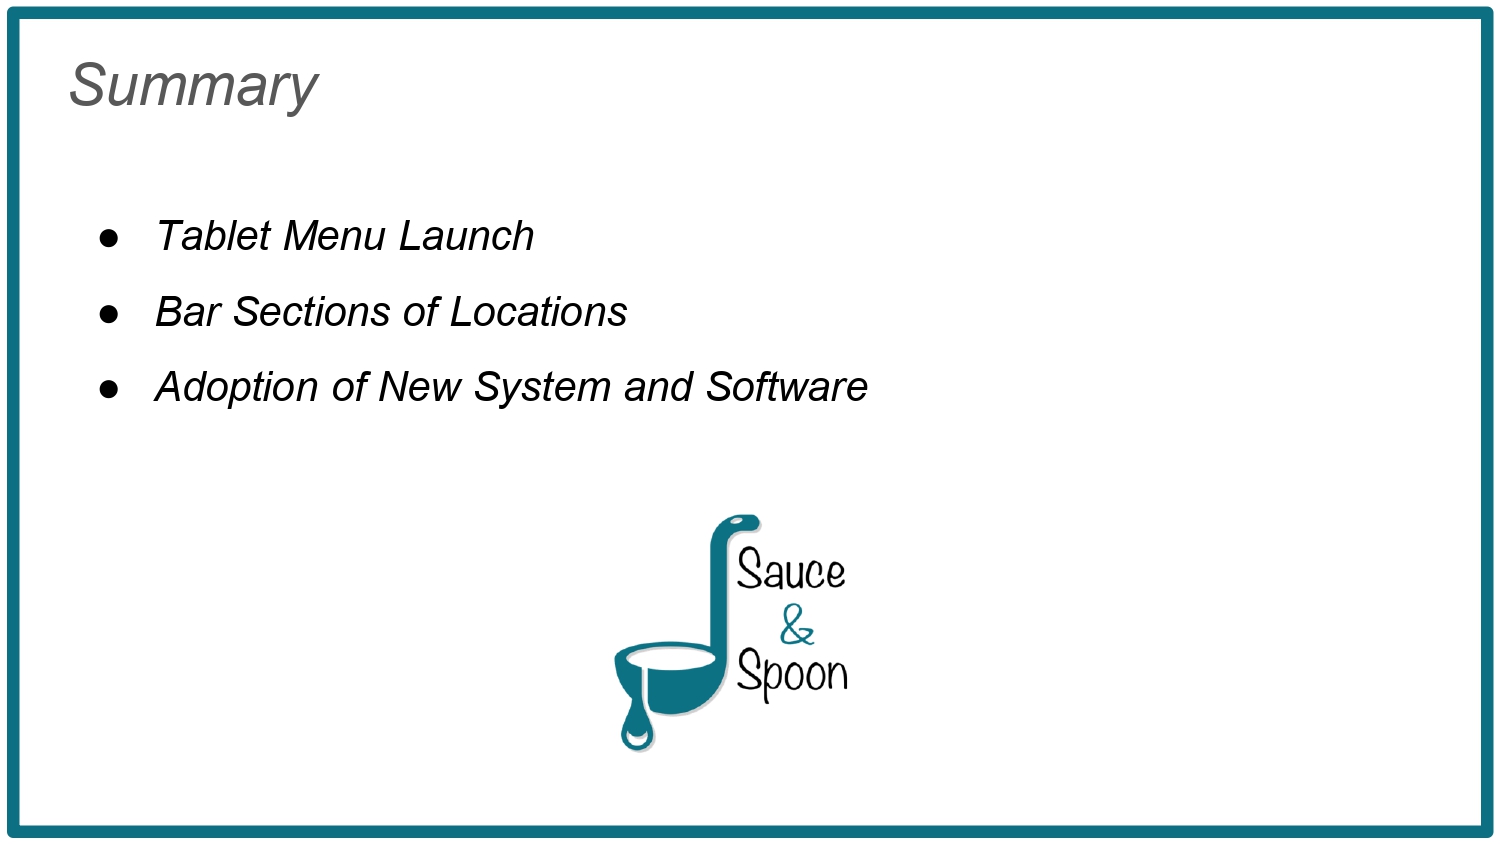 Summary
● Tablet Menu Launch
● Bar Sections of Locations
● Adoption of New System and Software
Sauce
&
Spoon